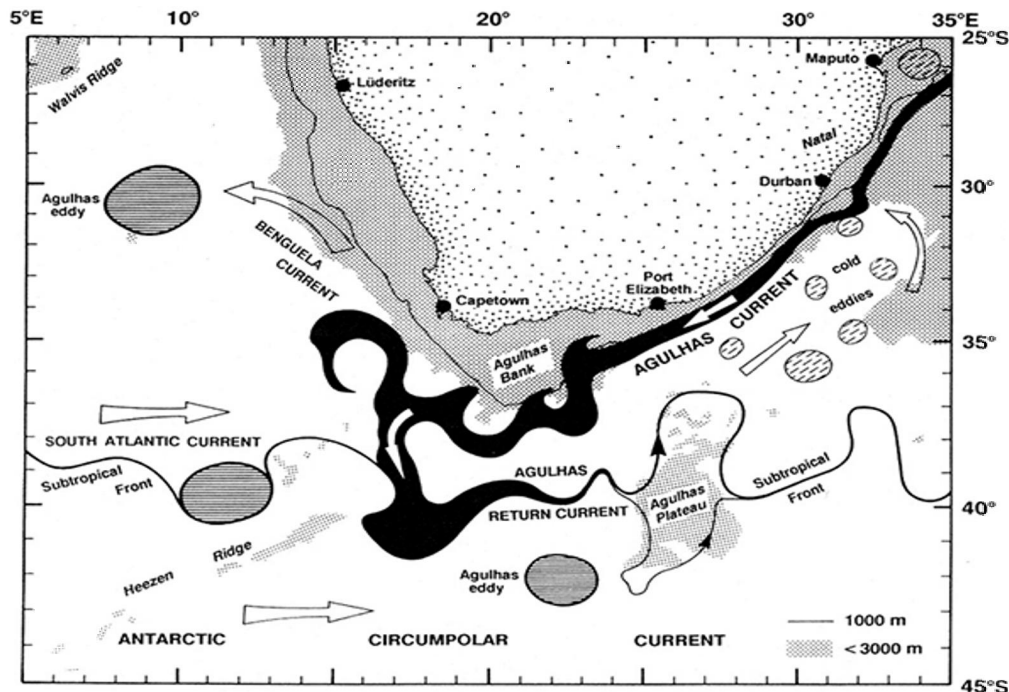 5°E 10° 20° 30° 35°E
25°S
Maputo
Walvis Ridge
Lüderitz
Natal
Durban
30°
Agulhas
eddy
BENGUELA
CURRENT
cold
eddies
Port
Elizabeth
Capetown
AGULHAS CURRENT
35°
Agulhas
Bank
SOUTH ATLANTIC CURRENT
Subtropical
Front
AGULHAS
RETURN CURRENT
Agulhas
Plateau
Subtropical
Front
40°
Heezen Ridge
Agulhas
eddy
1000 m
<3000 m
ANTARCTIC CIRCUMPOLAR CURRENT
45°S